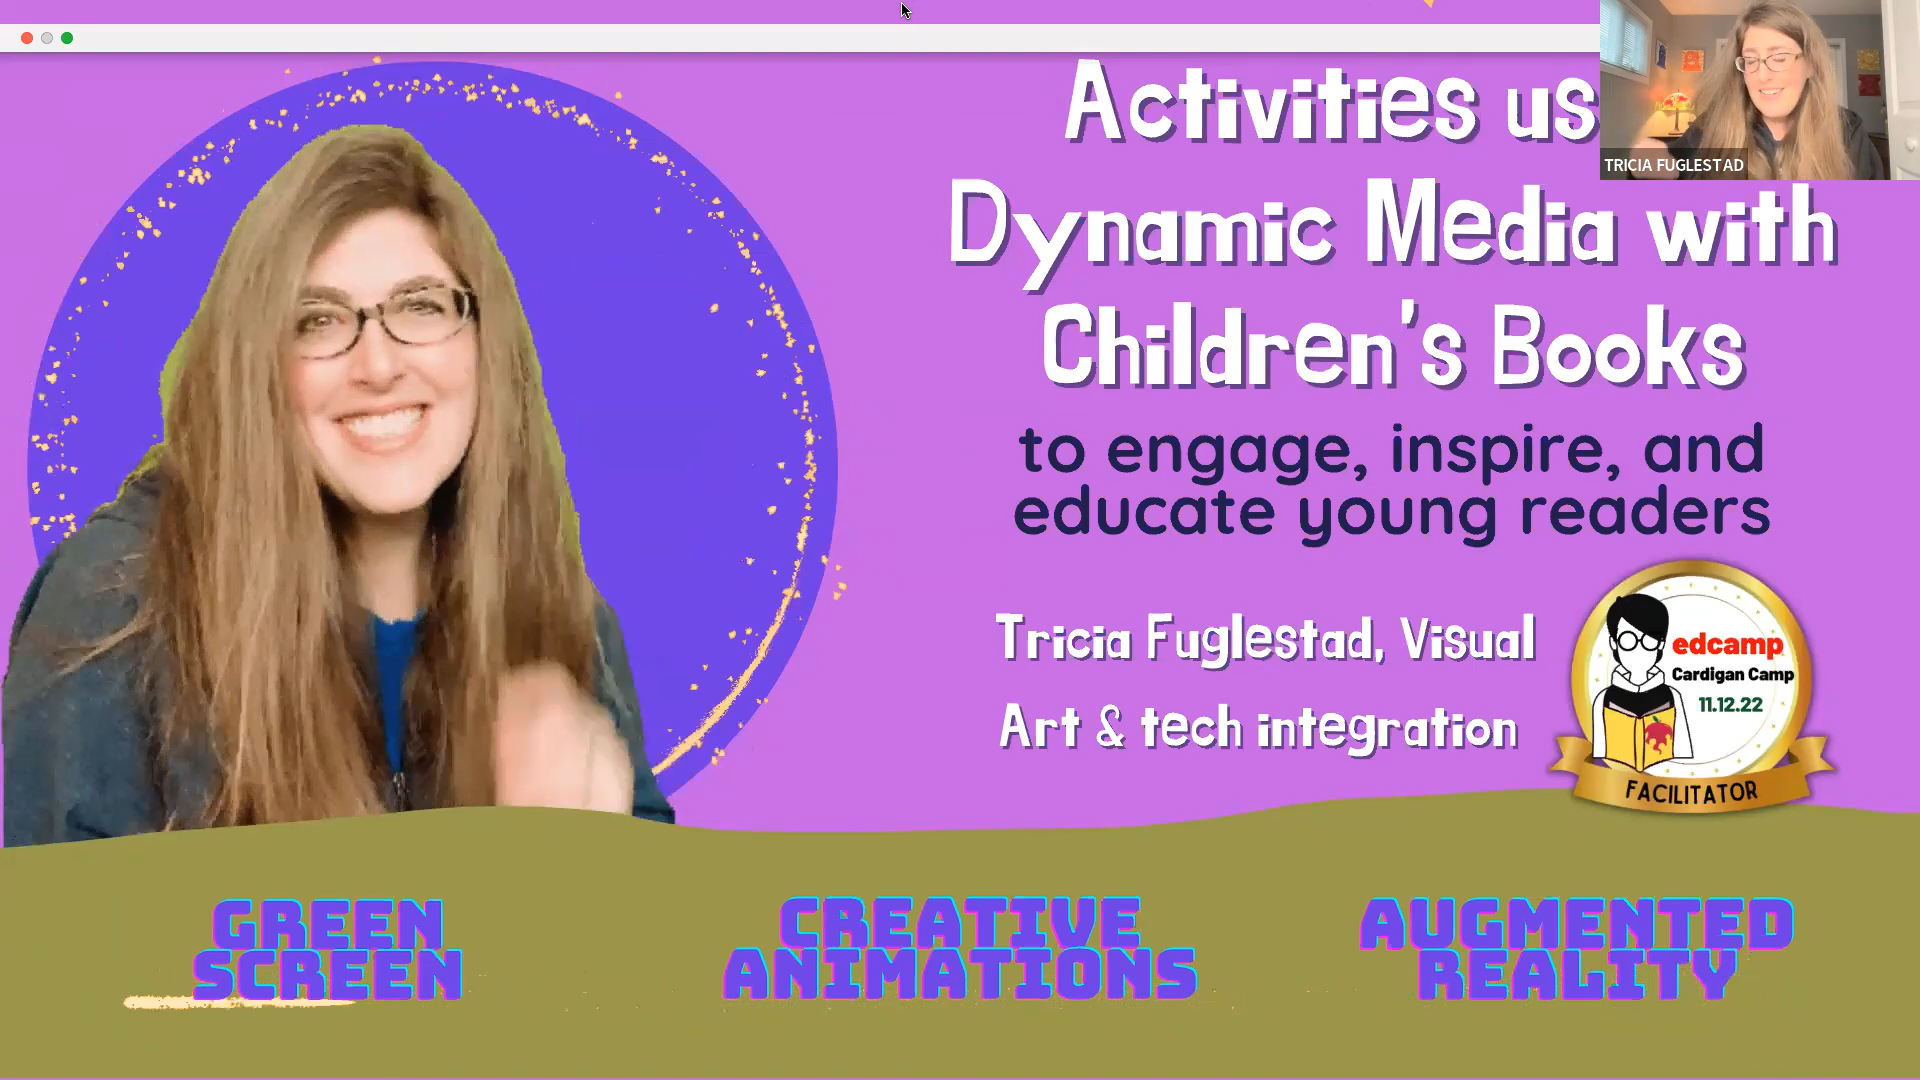 Activities us
TRICIA FUGLESTAD
Dynamic Media with
Children's Books
to engage, inspire, and
educate young readers
Tricia Fuglestad, Visual
Art & tech integration
edcamp
Cardigan Camp
11.12.22
FACILITATOR
GREEN
SCREEN
CREATIVE
ANIMATIONS
AUGMENTED
REALITY